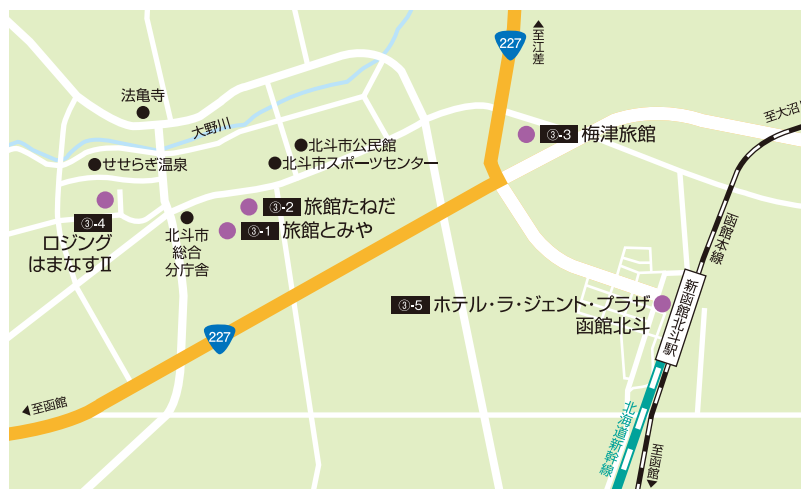 227
▲至江差
法亀寺
大野川
北斗市公民館
北斗市スポーツセンター
③-3 梅津旅館
至大沼
せせらぎ温泉
③-2 旅館たねだ
③-1 旅館とみや
③-4
ロジング
はまなすⅡ
北斗市
総合
分庁舎
函館本線
新函館北斗駅
③-5 ホテル・ラ・ジェント・プラザ
函館北斗
227
◀至函館
北海道新幹線
至函館▼